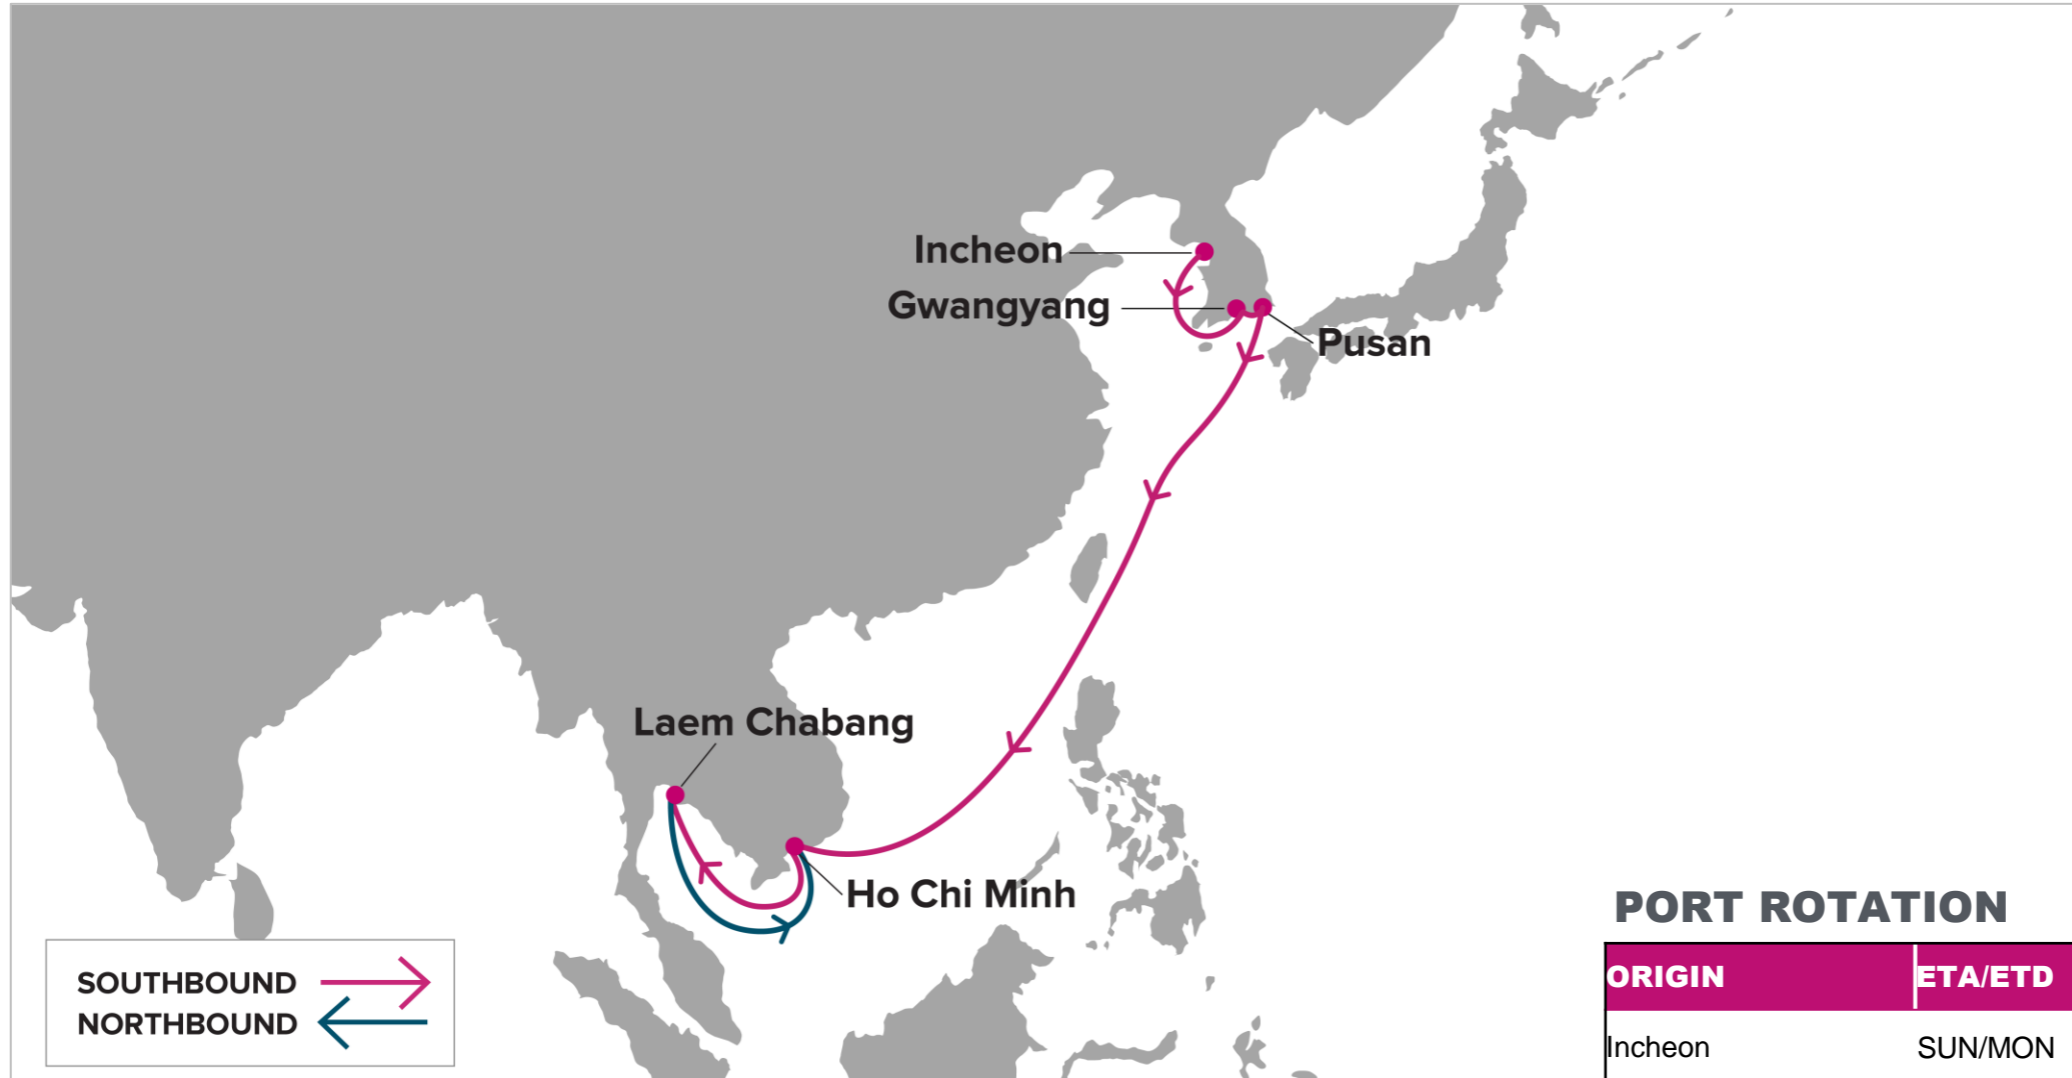 Incheon
Gwangyang
Pusan
Laem Chabang
Ho Chi Minh
SOUTHBOUND
NORTHBOUND
PORT ROTATION
ORIGIN ETA/ETD
Incheon SUN/MON